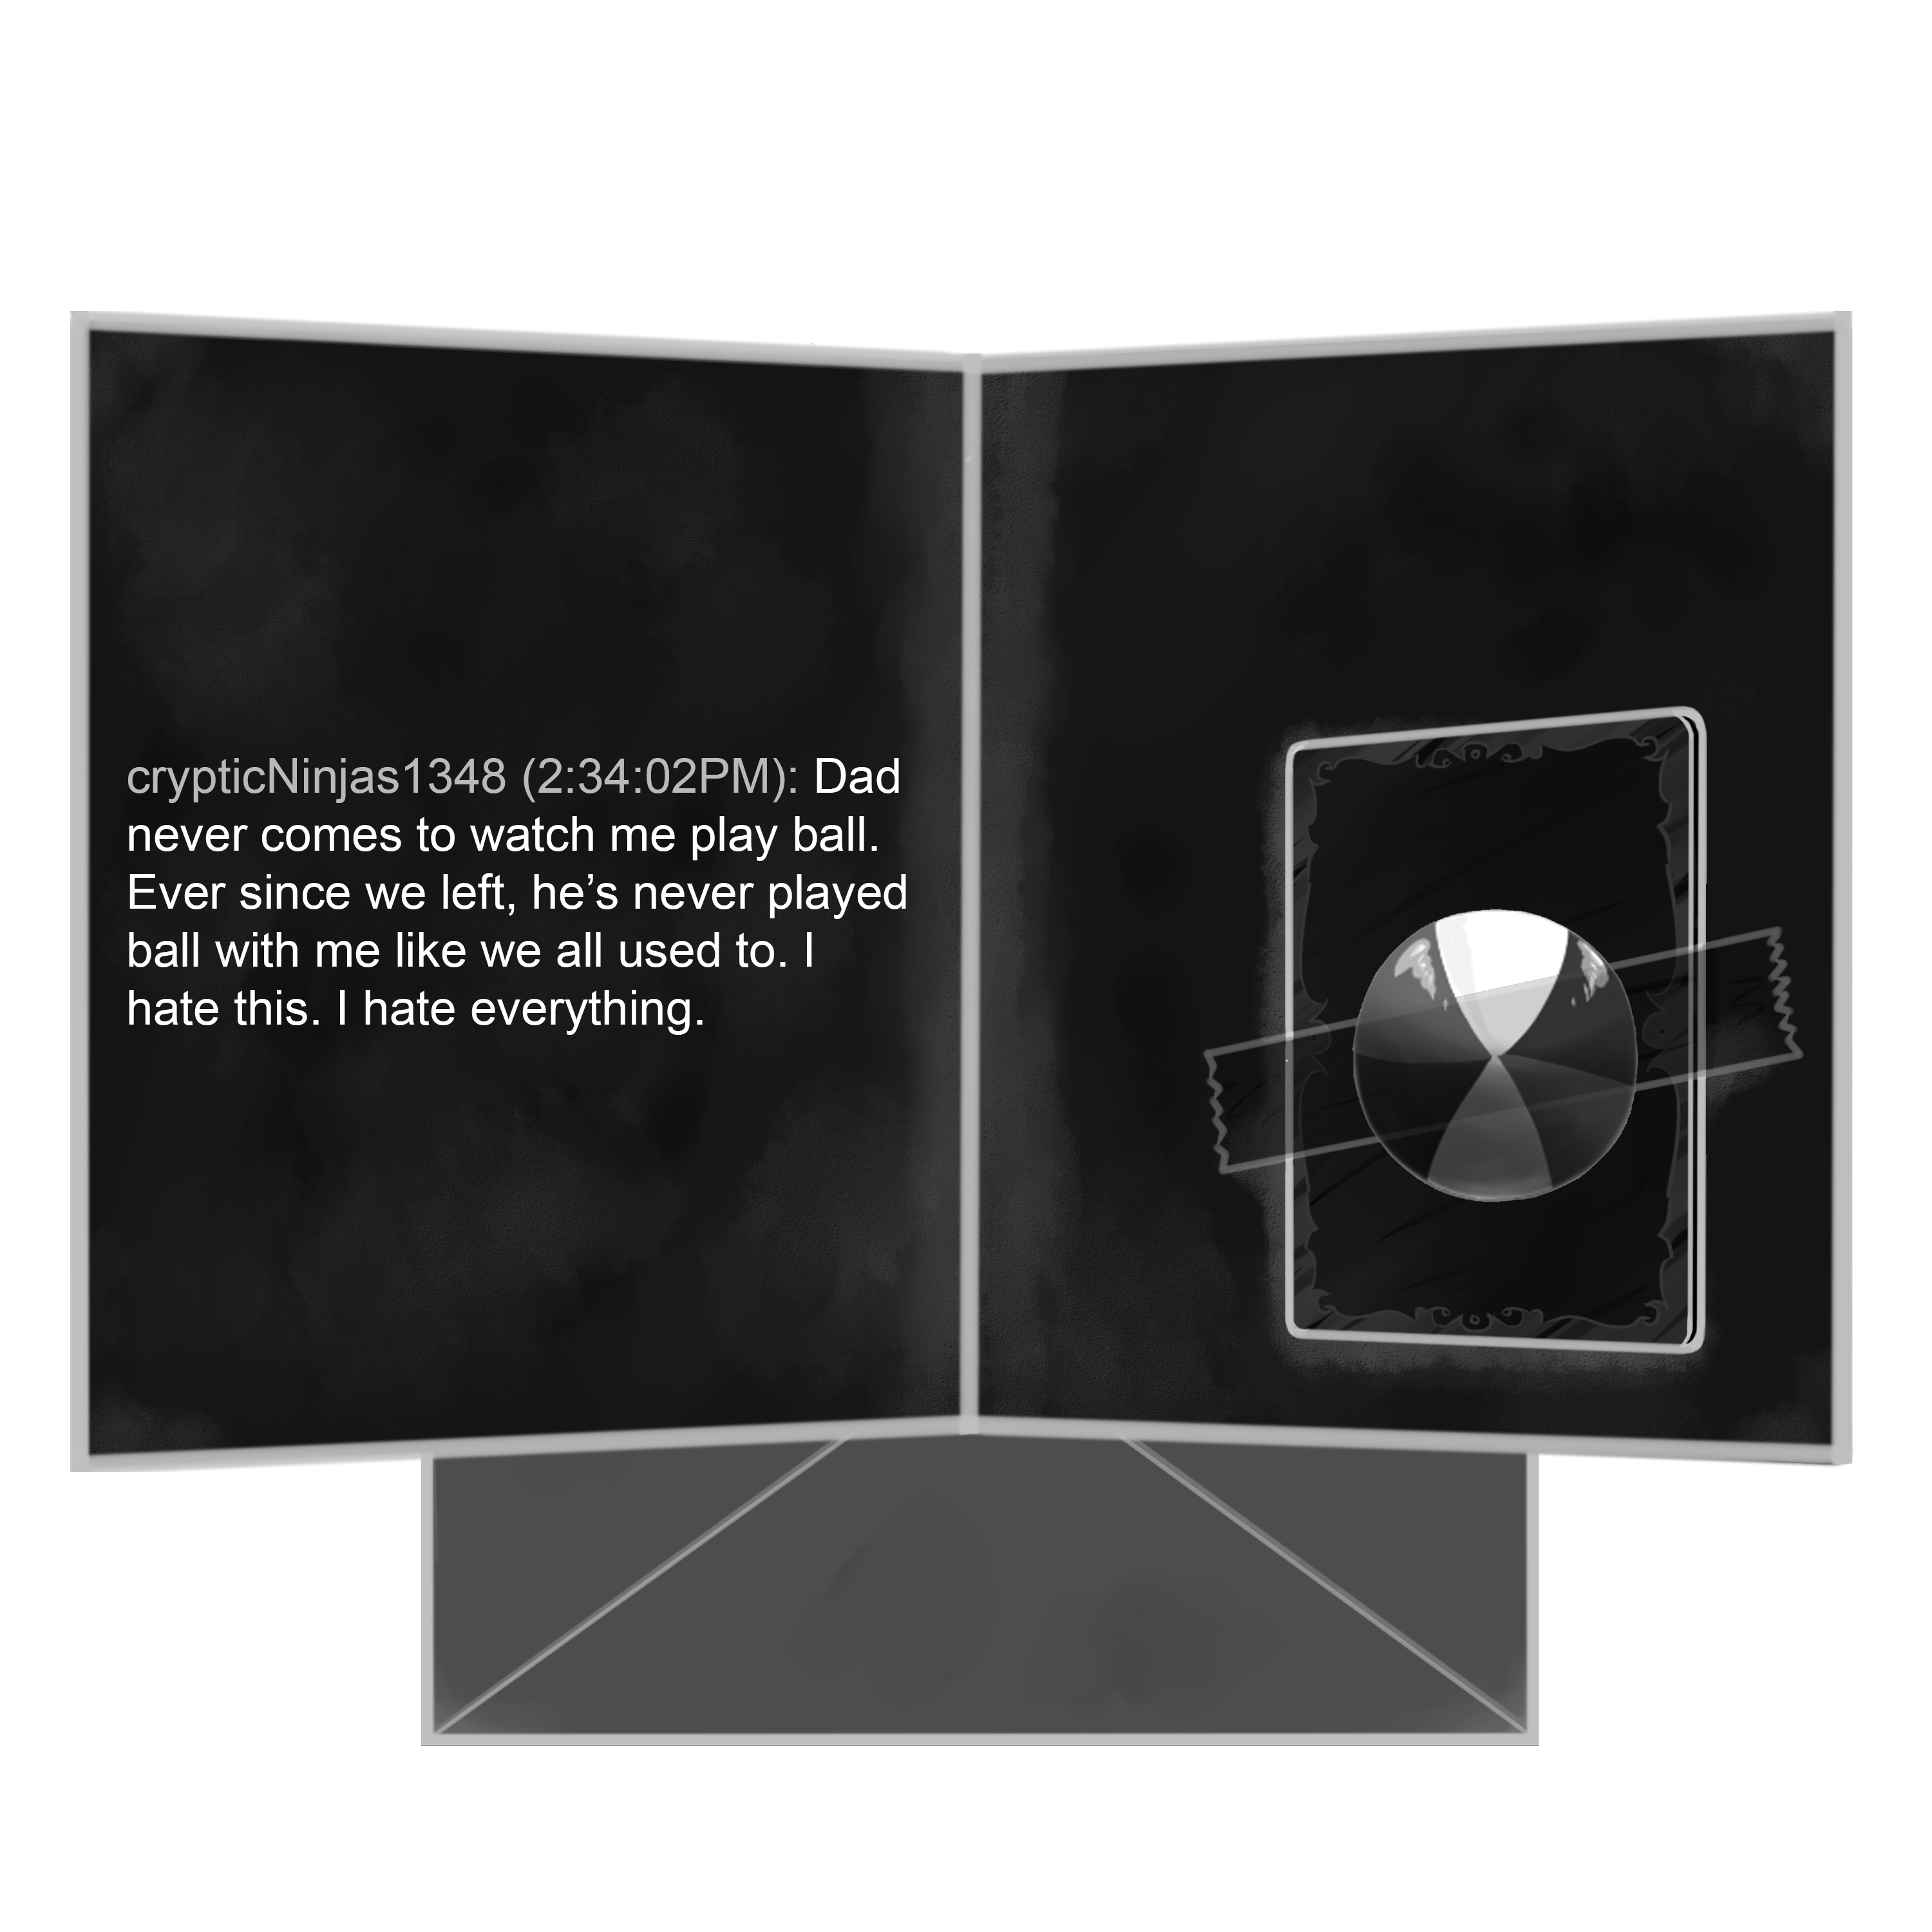 crypticNinjas1348 (2:34:02PM): Dad
never comes to watch me play ball.
Ever since we left, he’s never played
ball with me like we all used to. I
hate this. I hate everything.